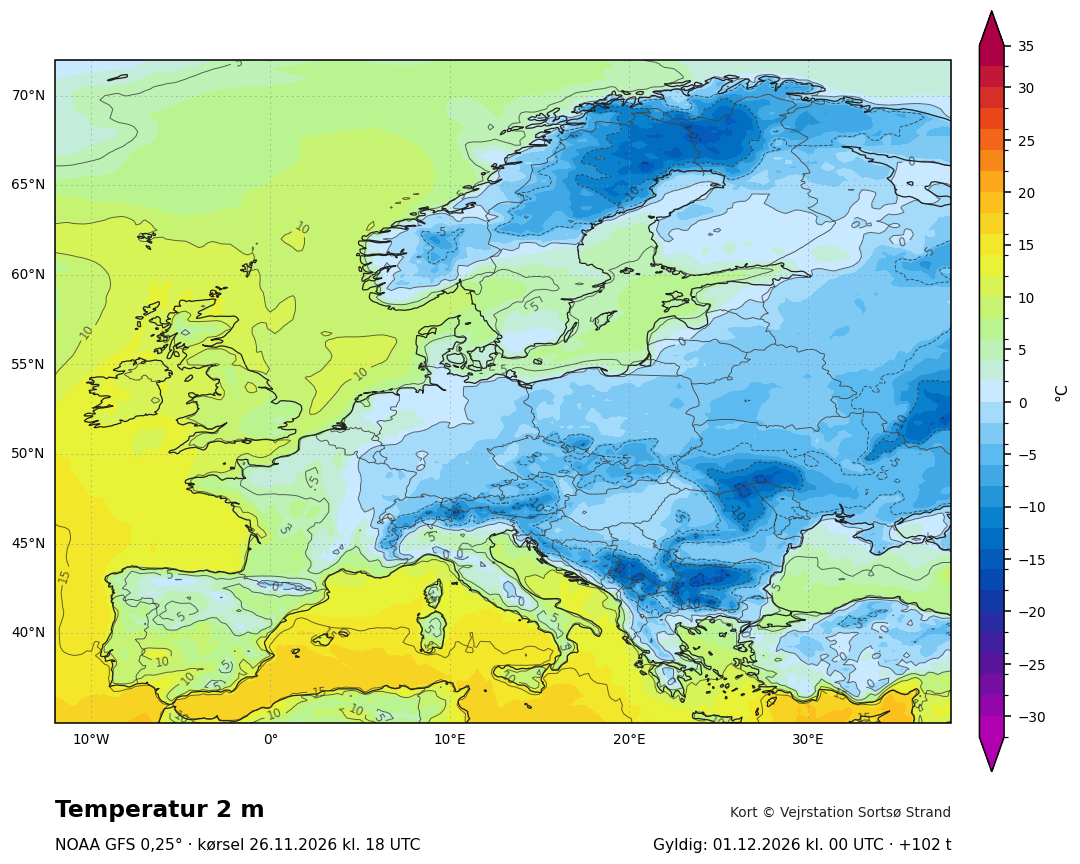 70°N
65°N
60°N
55°N
50°N
45°N
40°N
10°W
0°
10°E
20°E
30°E
35
30
25
20
15
10
5
0
−5
−10
−15
−20
−25
−30
°C
Temperatur 2 m
Kort © Vejrstation Sortsø Strand
NOAA GFS 0,25° · kørsel 26.11.2026 kl. 18 UTC
Gyldig: 01.12.2026 kl. 00 UTC · +102 t